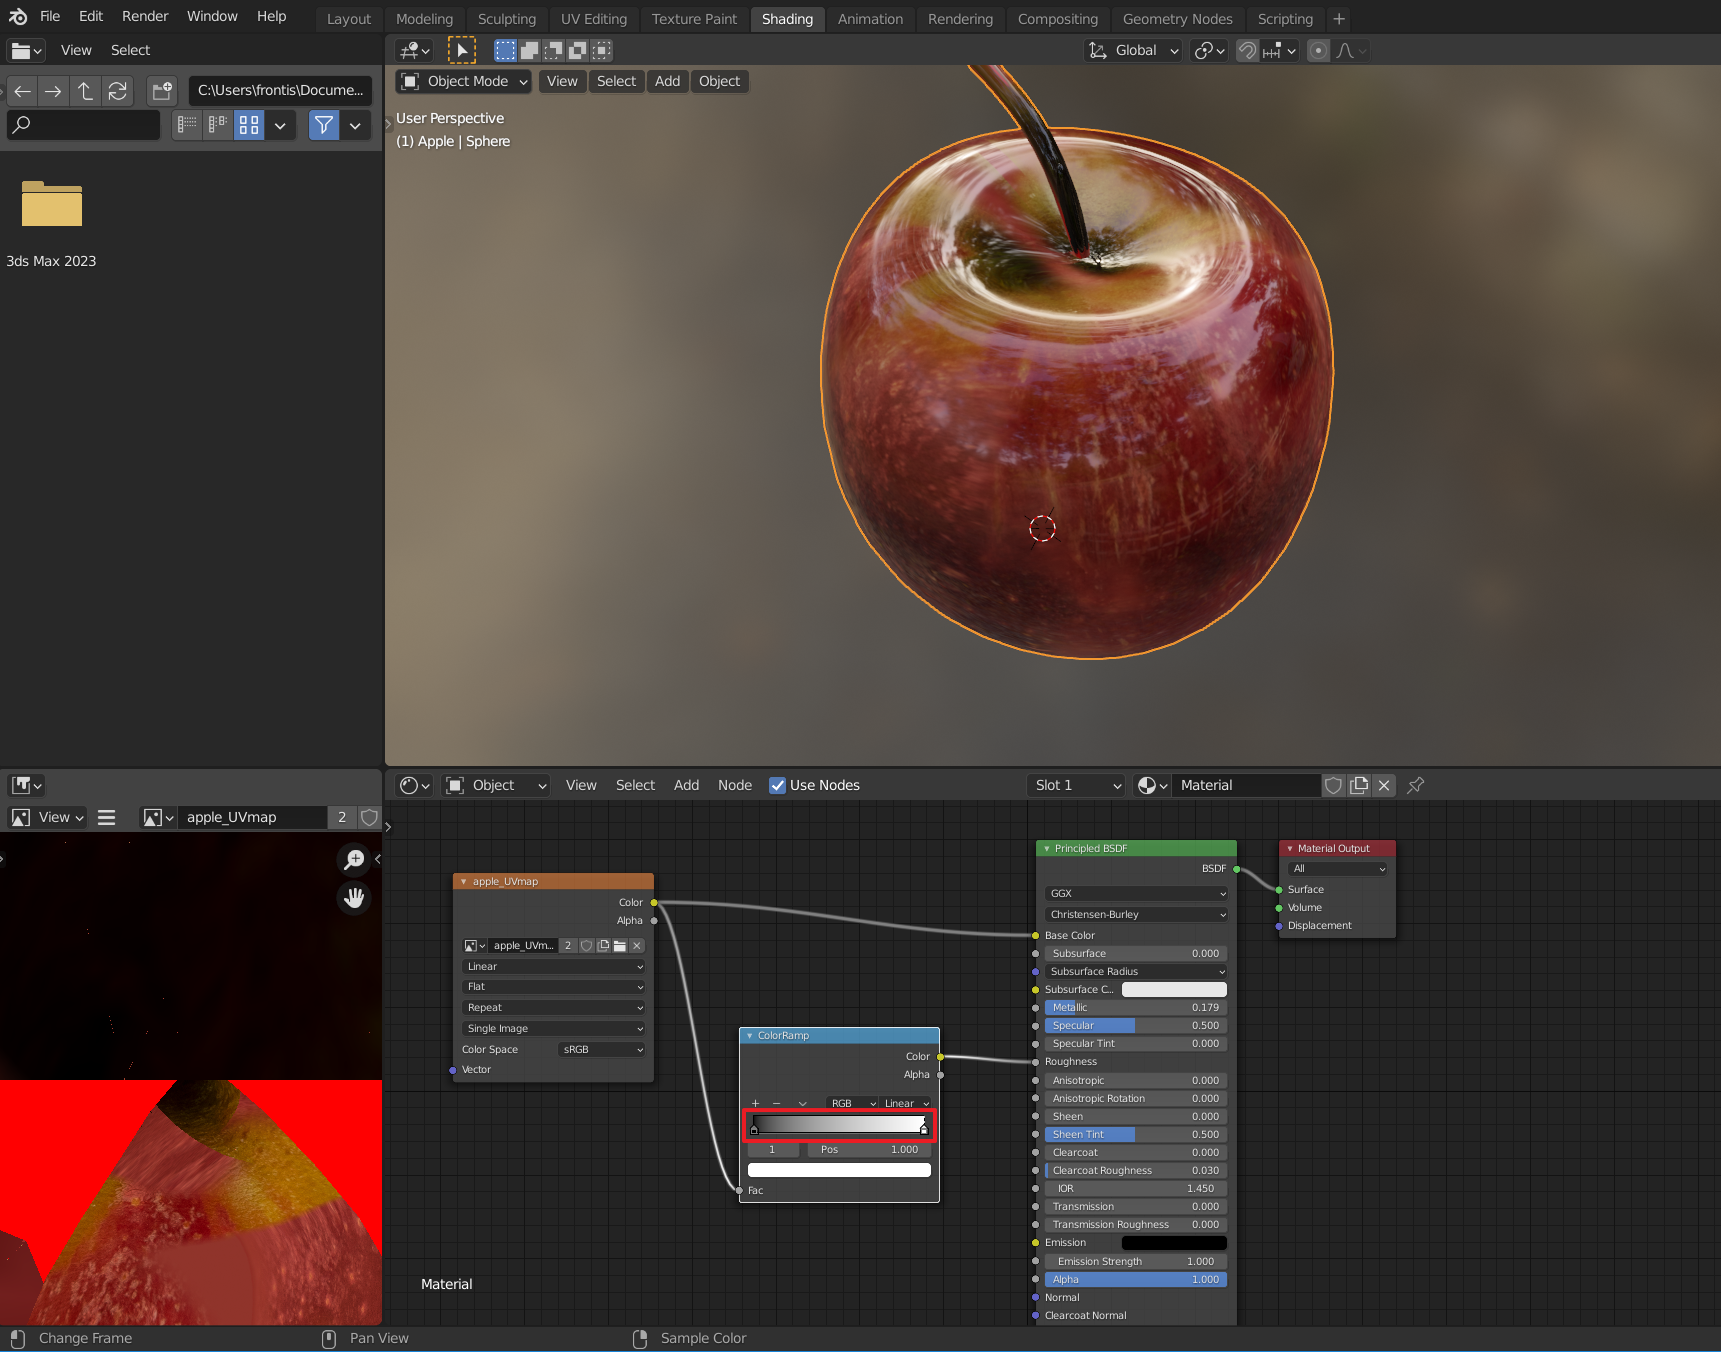 File Edit Render Window Help Layout Modeling Sculpting UV Editing Texture Paint Shading Animation Rendering Compositing Geometry Nodes Scripting +
View Select
Global
C:\Users\frontis\Docume...
Object Mode View Select Add Object
User Perspective
(1) Apple | Sphere
3ds Max 2023
Object View Select Add Node Use Nodes Slot 1 Material
View apple_UVmap 2
apple_UVmap
Color
Alpha
apple_UVm... 2
Linear
Flat
Repeat
Single Image
Color Space sRGB
Vector
ColorRamp
Color
Alpha
+ − RGB Linear
1 Pos 1.000
Fac
Principled BSDF
BSDF
GGX
Christensen-Burley
Base Color
Subsurface 0.000
Subsurface Radius
Subsurface C...
Metallic 0.179
Specular 0.500
Specular Tint 0.000
Roughness
Anisotropic 0.000
Anisotropic Rotation 0.000
Sheen 0.000
Sheen Tint 0.500
Clearcoat 0.000
Clearcoat Roughness 0.030
IOR 1.450
Transmission 0.000
Transmission Roughness 0.000
Emission
Emission Strength 1.000
Alpha 1.000
Normal
Clearcoat Normal
Material Output
All
Surface
Volume
Displacement
Material
Change Frame Pan View Sample Color